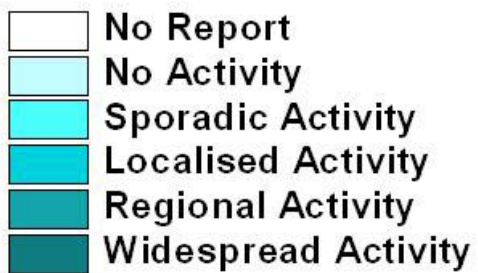 No Report
No Activity
Sporadic Activity
Localised Activity
Regional Activity
Widespread Activity